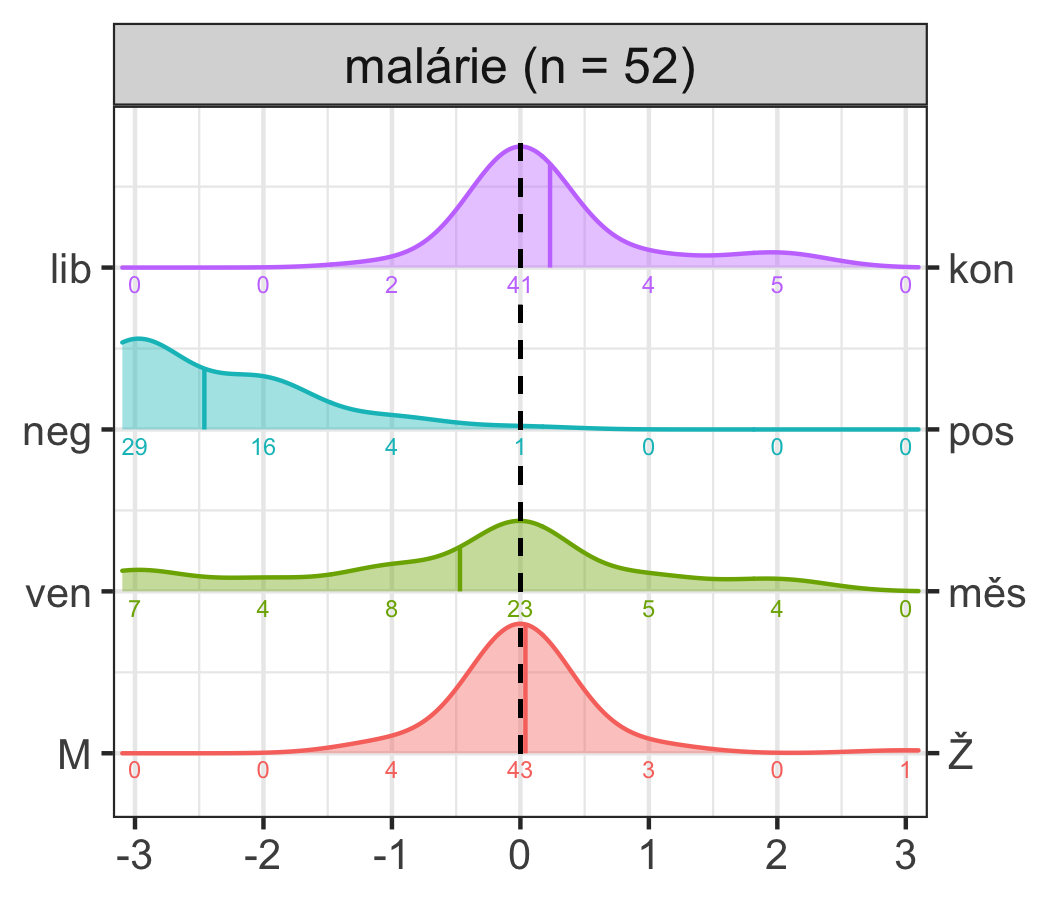 malárie (n = 52)
lib kon
0 0 2 41 4 5 0
neg pos
29 16 4 1 0 0 0
ven měs
7 4 8 23 5 4 0
M Ž
0 0 4 43 3 0 1
-3 -2 -1 0 1 2 3